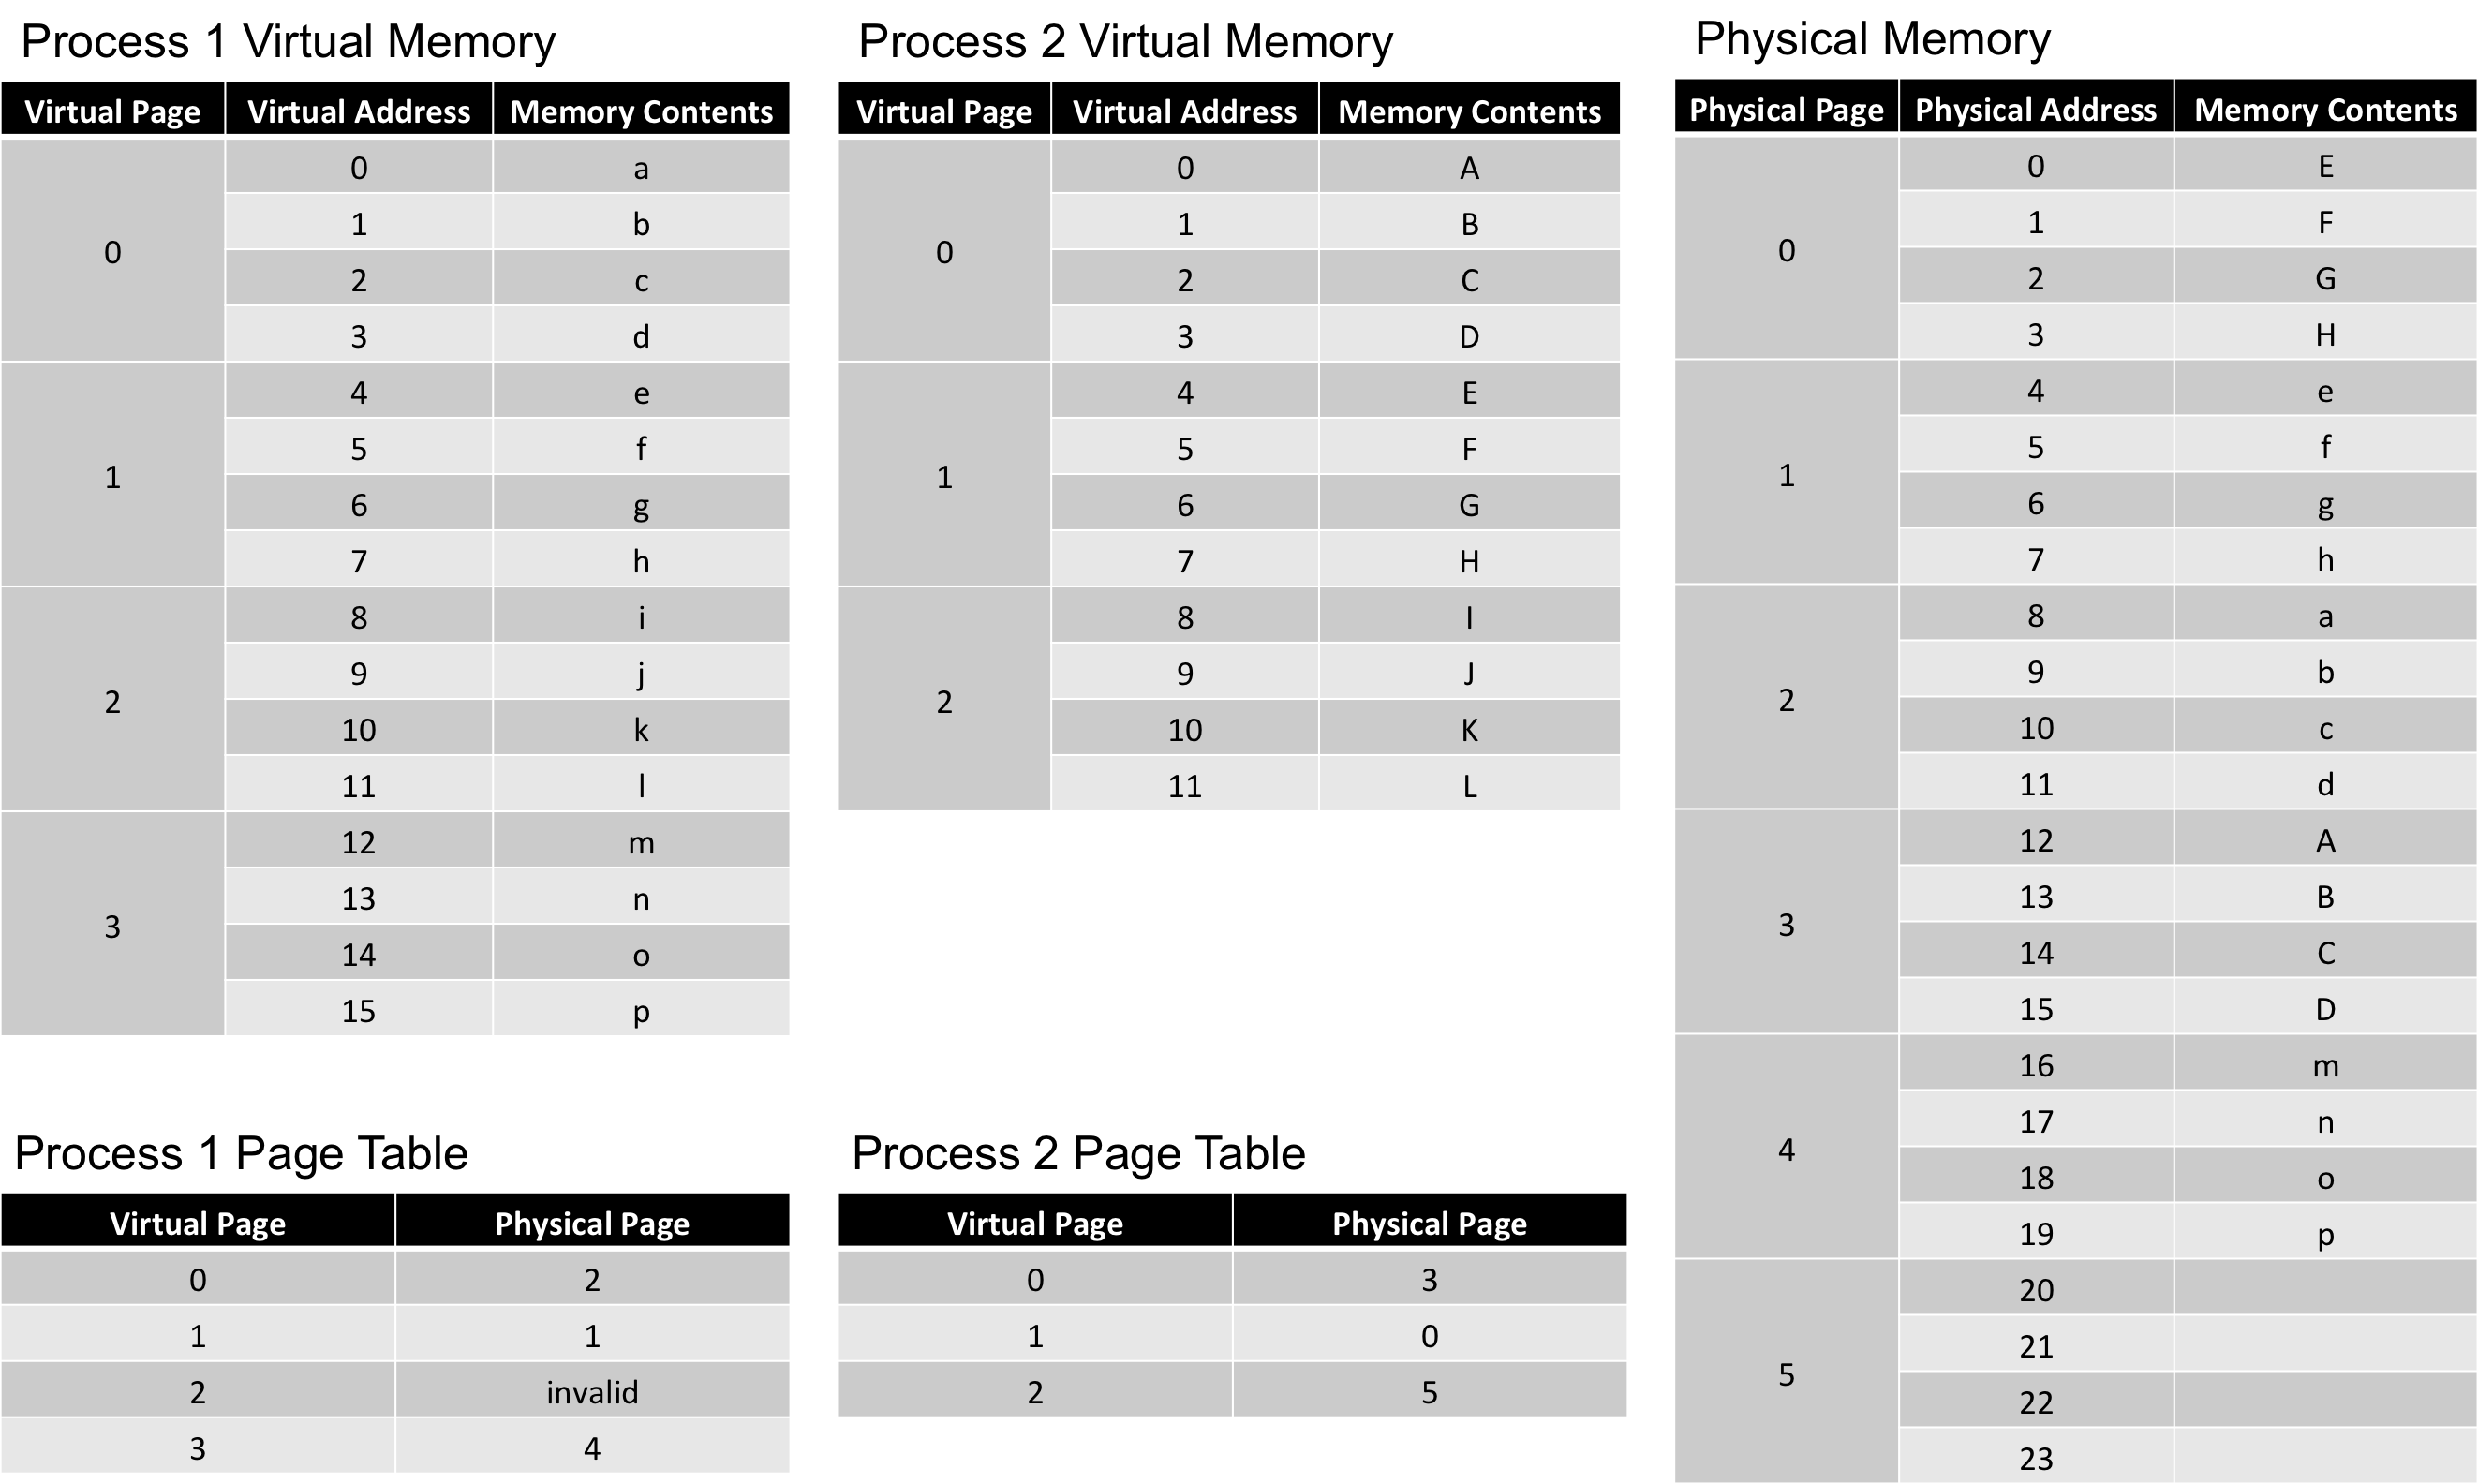 Process 1 Virtual Memory
Virtual Page Virtual Address Memory Contents
0
0 a
1 b
2 c
3 d
1
4 e
5 f
6 g
7 h
2
8 i
9 j
10 k
11 l
3
12 m
13 n
14 o
15 p
Process 2 Virtual Memory
Virtual Page Virtual Address Memory Contents
0
0 A
1 B
2 C
3 D
1
4 E
5 F
6 G
7 H
2
8 I
9 J
10 K
11 L
Physical Memory
Physical Page Physical Address Memory Contents
0
0 E
1 F
2 G
3 H
1
4 e
5 f
6 g
7 h
2
8 a
9 b
10 c
11 d
3
12 A
13 B
14 C
15 D
4
16 m
17 n
18 o
19 p
5
20
21
22
23
Process 1 Page Table
Virtual Page Physical Page
0 2
1 1
2 invalid
3 4
Process 2 Page Table
Virtual Page Physical Page
0 3
1 0
2 5